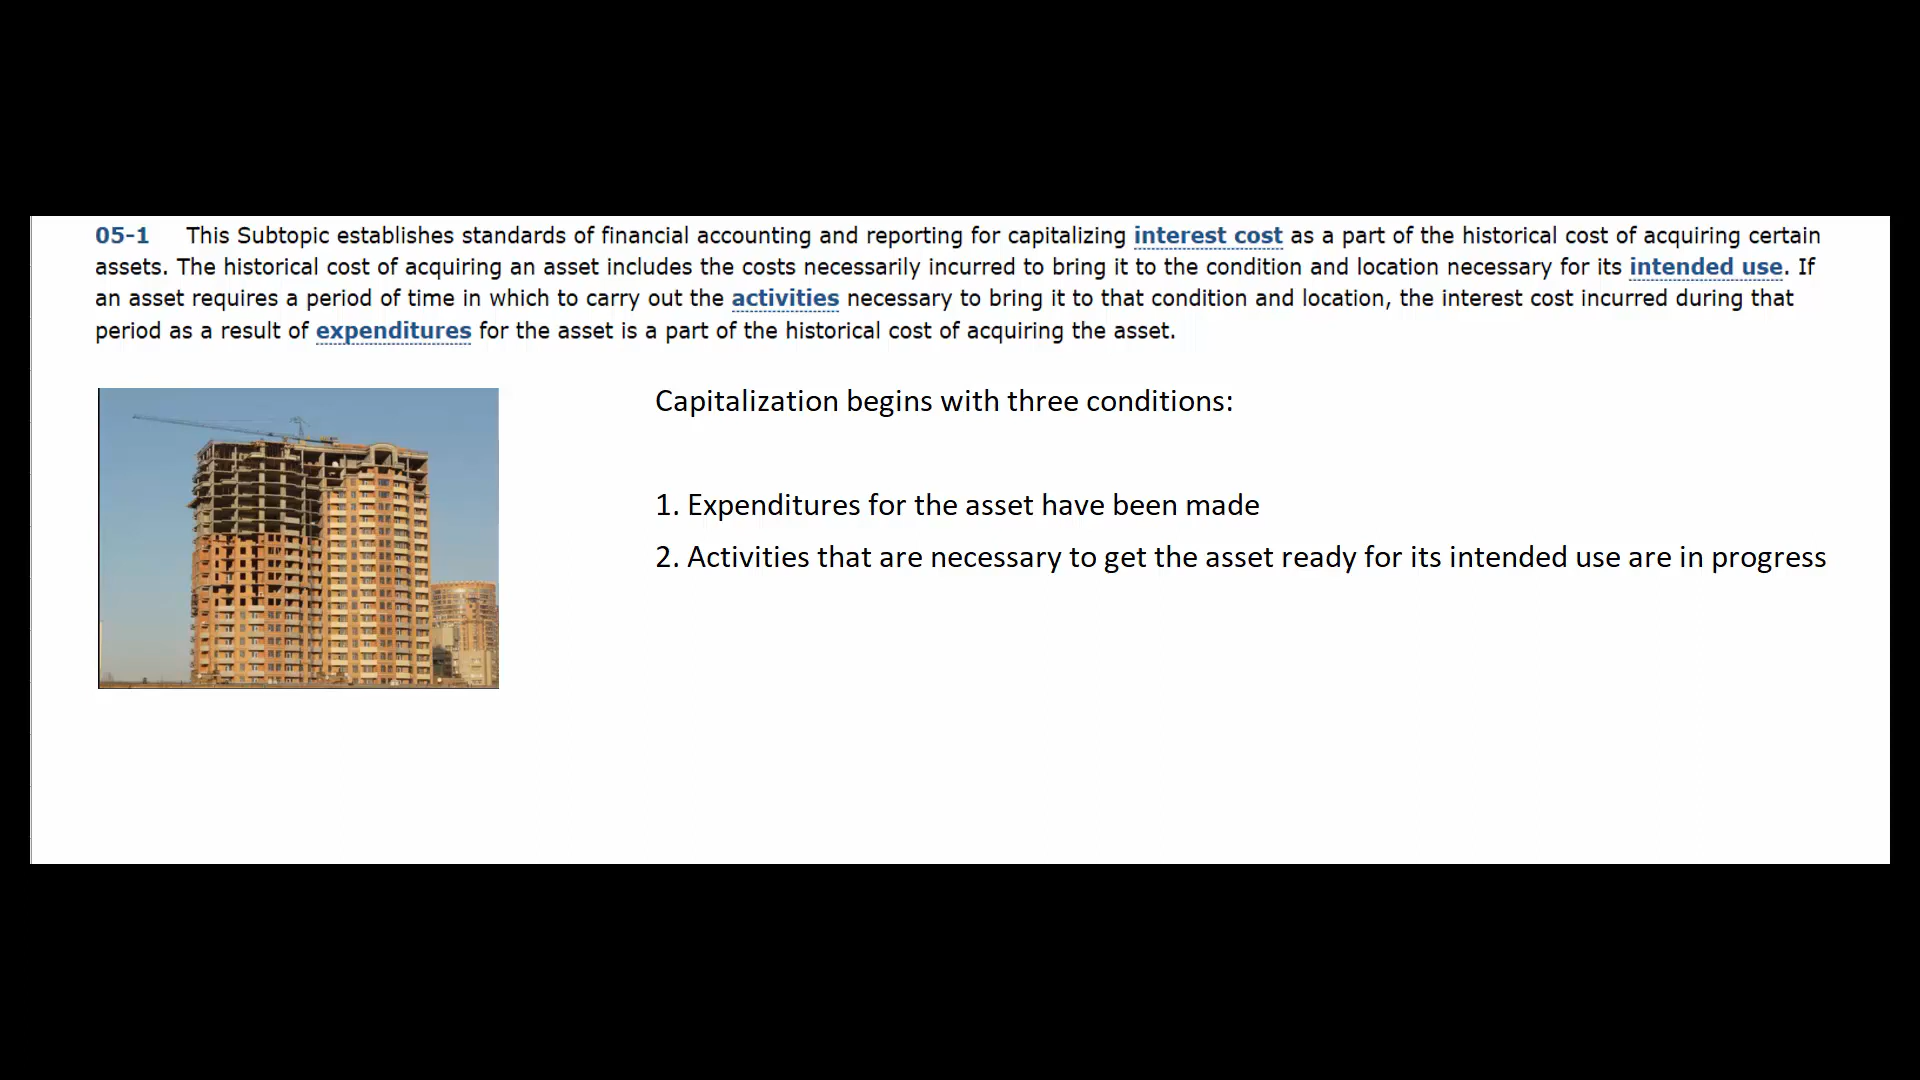 05-1 This Subtopic establishes standards of financial accounting and reporting for capitalizing interest cost as a part of the historical cost of acquiring certain
assets. The historical cost of acquiring an asset includes the costs necessarily incurred to bring it to the condition and location necessary for its intended use. If
an asset requires a period of time in which to carry out the activities necessary to bring it to that condition and location, the interest cost incurred during that
period as a result of expenditures for the asset is a part of the historical cost of acquiring the asset.
Capitalization begins with three conditions:
1. Expenditures for the asset have been made
2. Activities that are necessary to get the asset ready for its intended use are in progress